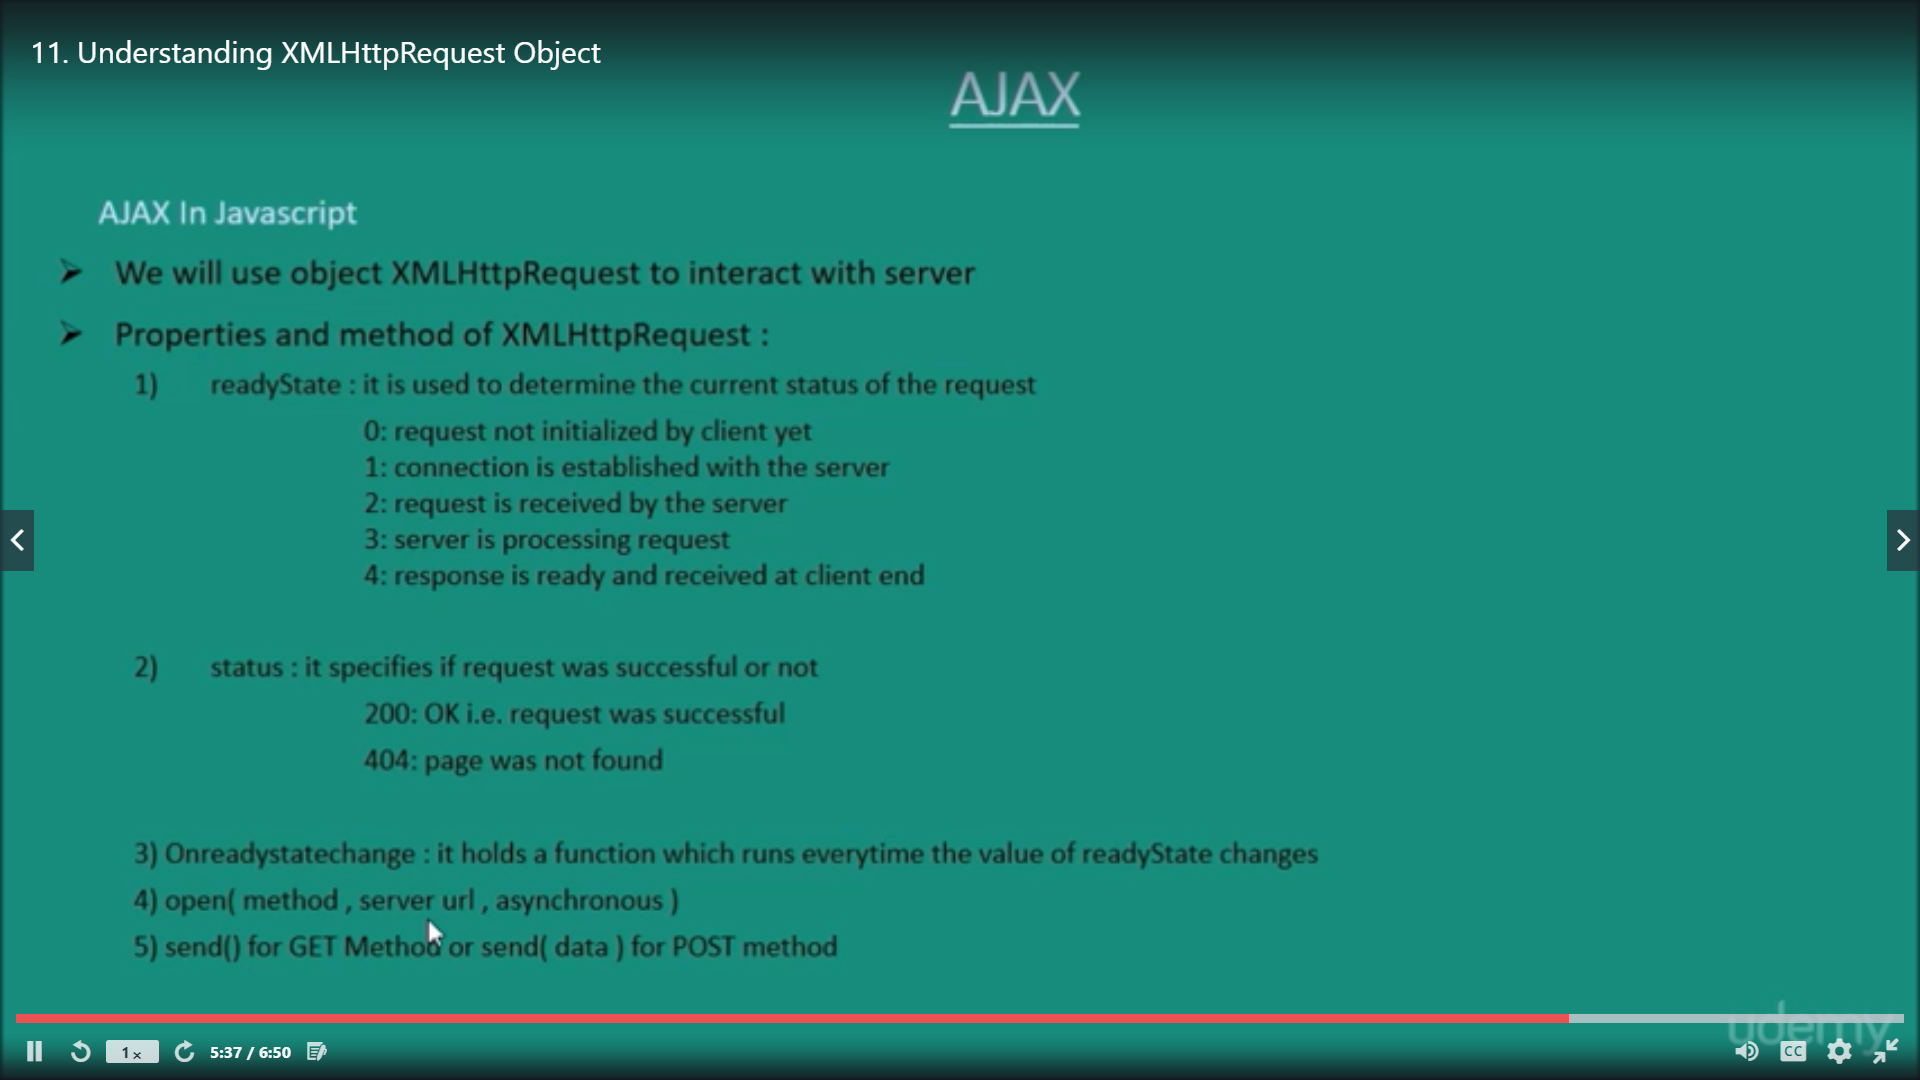 11. Understanding XMLHttpRequest Object
AJAX
AJAX In Javascript
We will use object XMLHttpRequest to interact with server
Properties and method of XMLHttpRequest :
1) readyState : it is used to determine the current status of the request
0: request not initialized by client yet
1: connection is established with the server
2: request is received by the server
3: server is processing request
4: response is ready and received at client end
2) status : it specifies if request was successful or not
200: OK i.e. request was successful
404: page was not found
3) Onreadystatechange : it holds a function which runs everytime the value of readyState changes
4) open( method , server url , asynchronous )
5) send() for GET Method or send( data ) for POST method
udemy
1x 5:37 / 6:50 CC